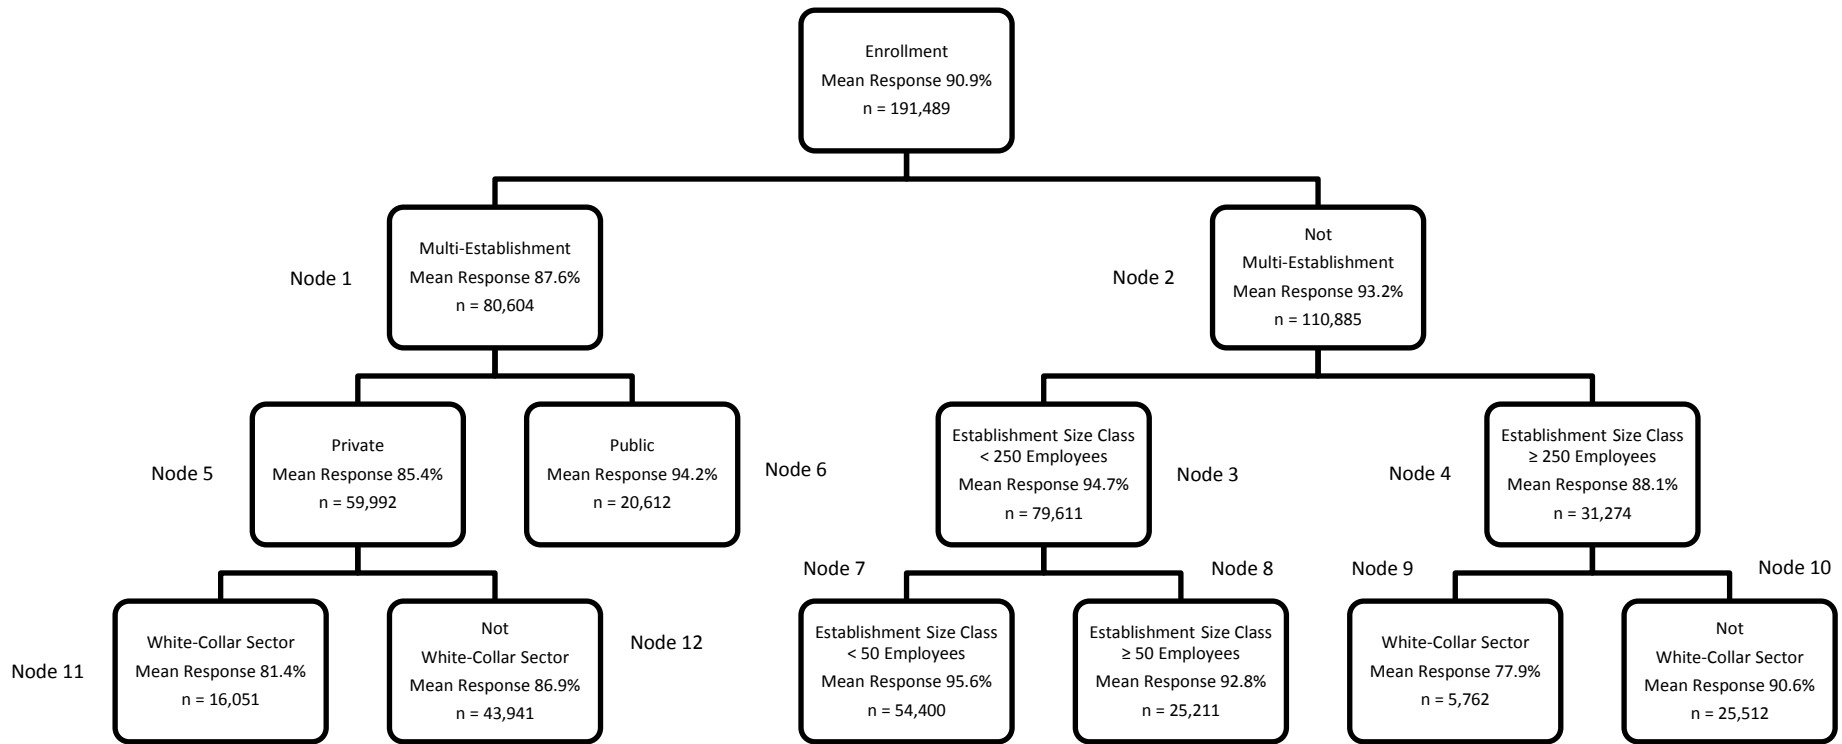 Enrollment
Mean Response 90.9%
n = 191,489
Node 1
Multi-Establishment
Mean Response 87.6%
n = 80,604
Node 2
Not
Multi-Establishment
Mean Response 93.2%
n = 110,885
Node 5
Private
Mean Response 85.4%
n = 59,992
Public
Mean Response 94.2%
n = 20,612
Node 6
Establishment Size Class
< 250 Employees
Mean Response 94.7%
n = 79,611
Node 3
Node 4
Establishment Size Class
≥ 250 Employees
Mean Response 88.1%
n = 31,274
Node 11
White-Collar Sector
Mean Response 81.4%
n = 16,051
Not
White-Collar Sector
Mean Response 86.9%
n = 43,941
Node 12
Node 7
Establishment Size Class
< 50 Employees
Mean Response 95.6%
n = 54,400
Node 8
Establishment Size Class
≥ 50 Employees
Mean Response 92.8%
n = 25,211
Node 9
White-Collar Sector
Mean Response 77.9%
n = 5,762
Node 10
Not
White-Collar Sector
Mean Response 90.6%
n = 25,512